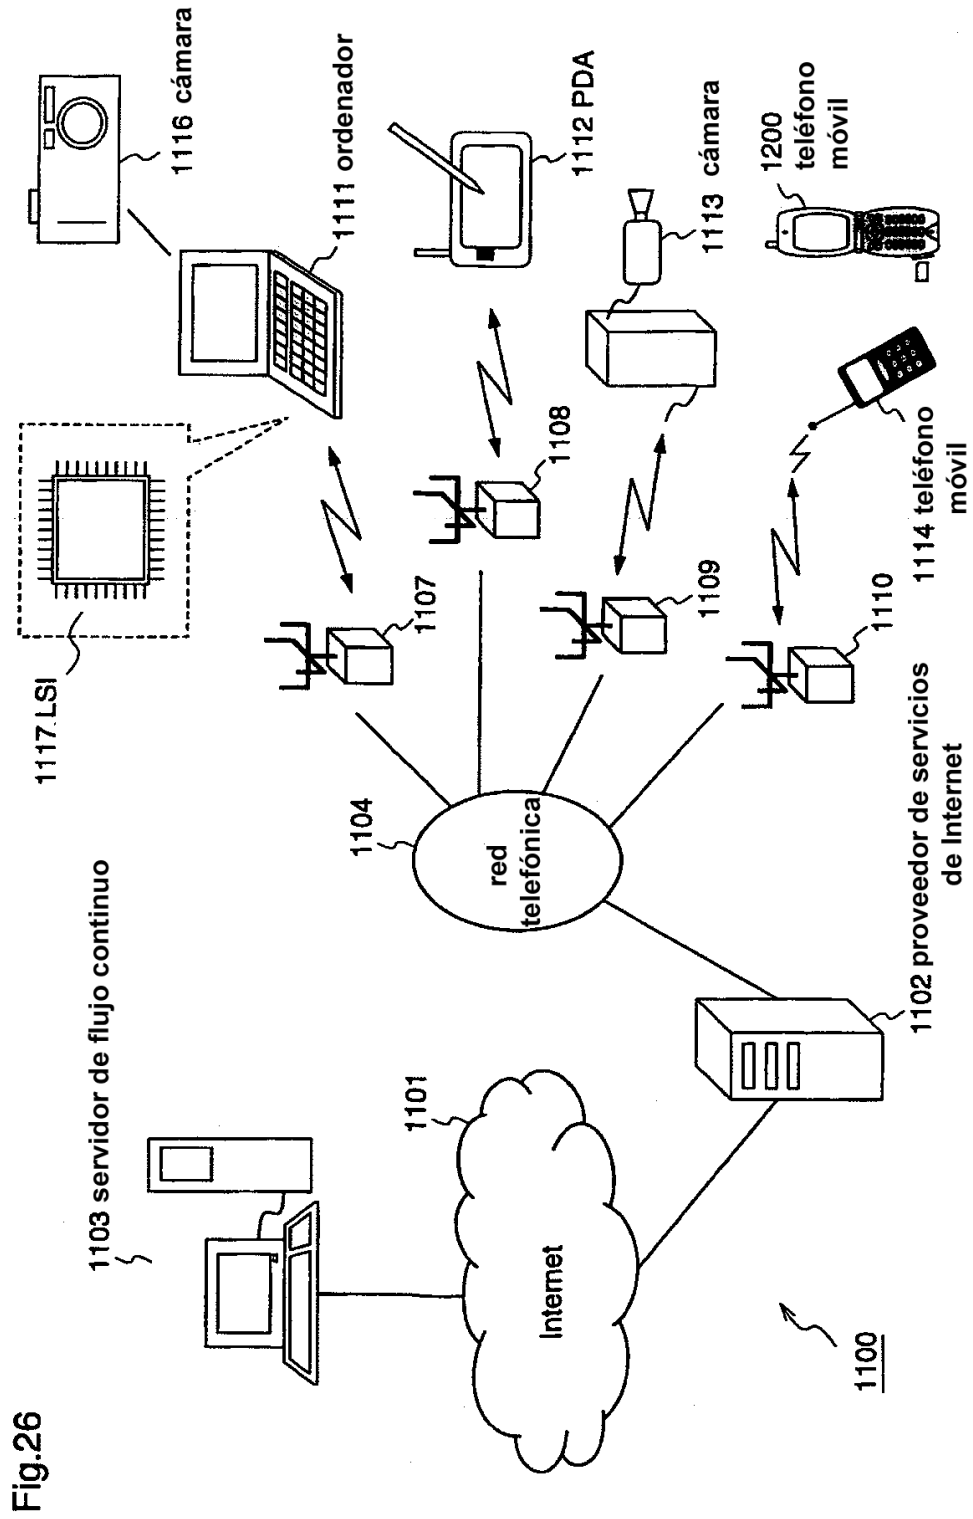 Fig.26
1103 servidor de flujo continuo
1117 LSI
1116 cámara
1111 ordenador
1107
1101
Internet
1104
red
telefónica
1108
1112 PDA
1109
1113 cámara
1110
1200
teléfono
móvil
1114 teléfono
móvil
1102 proveedor de servicios
de Internet
1100